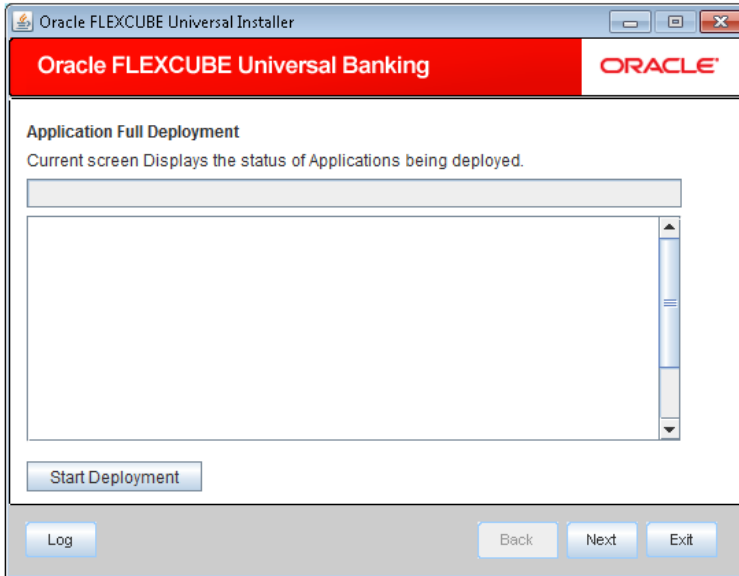 Oracle FLEXCUBE Universal Installer
Oracle FLEXCUBE Universal Banking
ORACLE
Application Full Deployment
Current screen Displays the status of Applications being deployed.
Start Deployment
Log
Back
Next
Exit